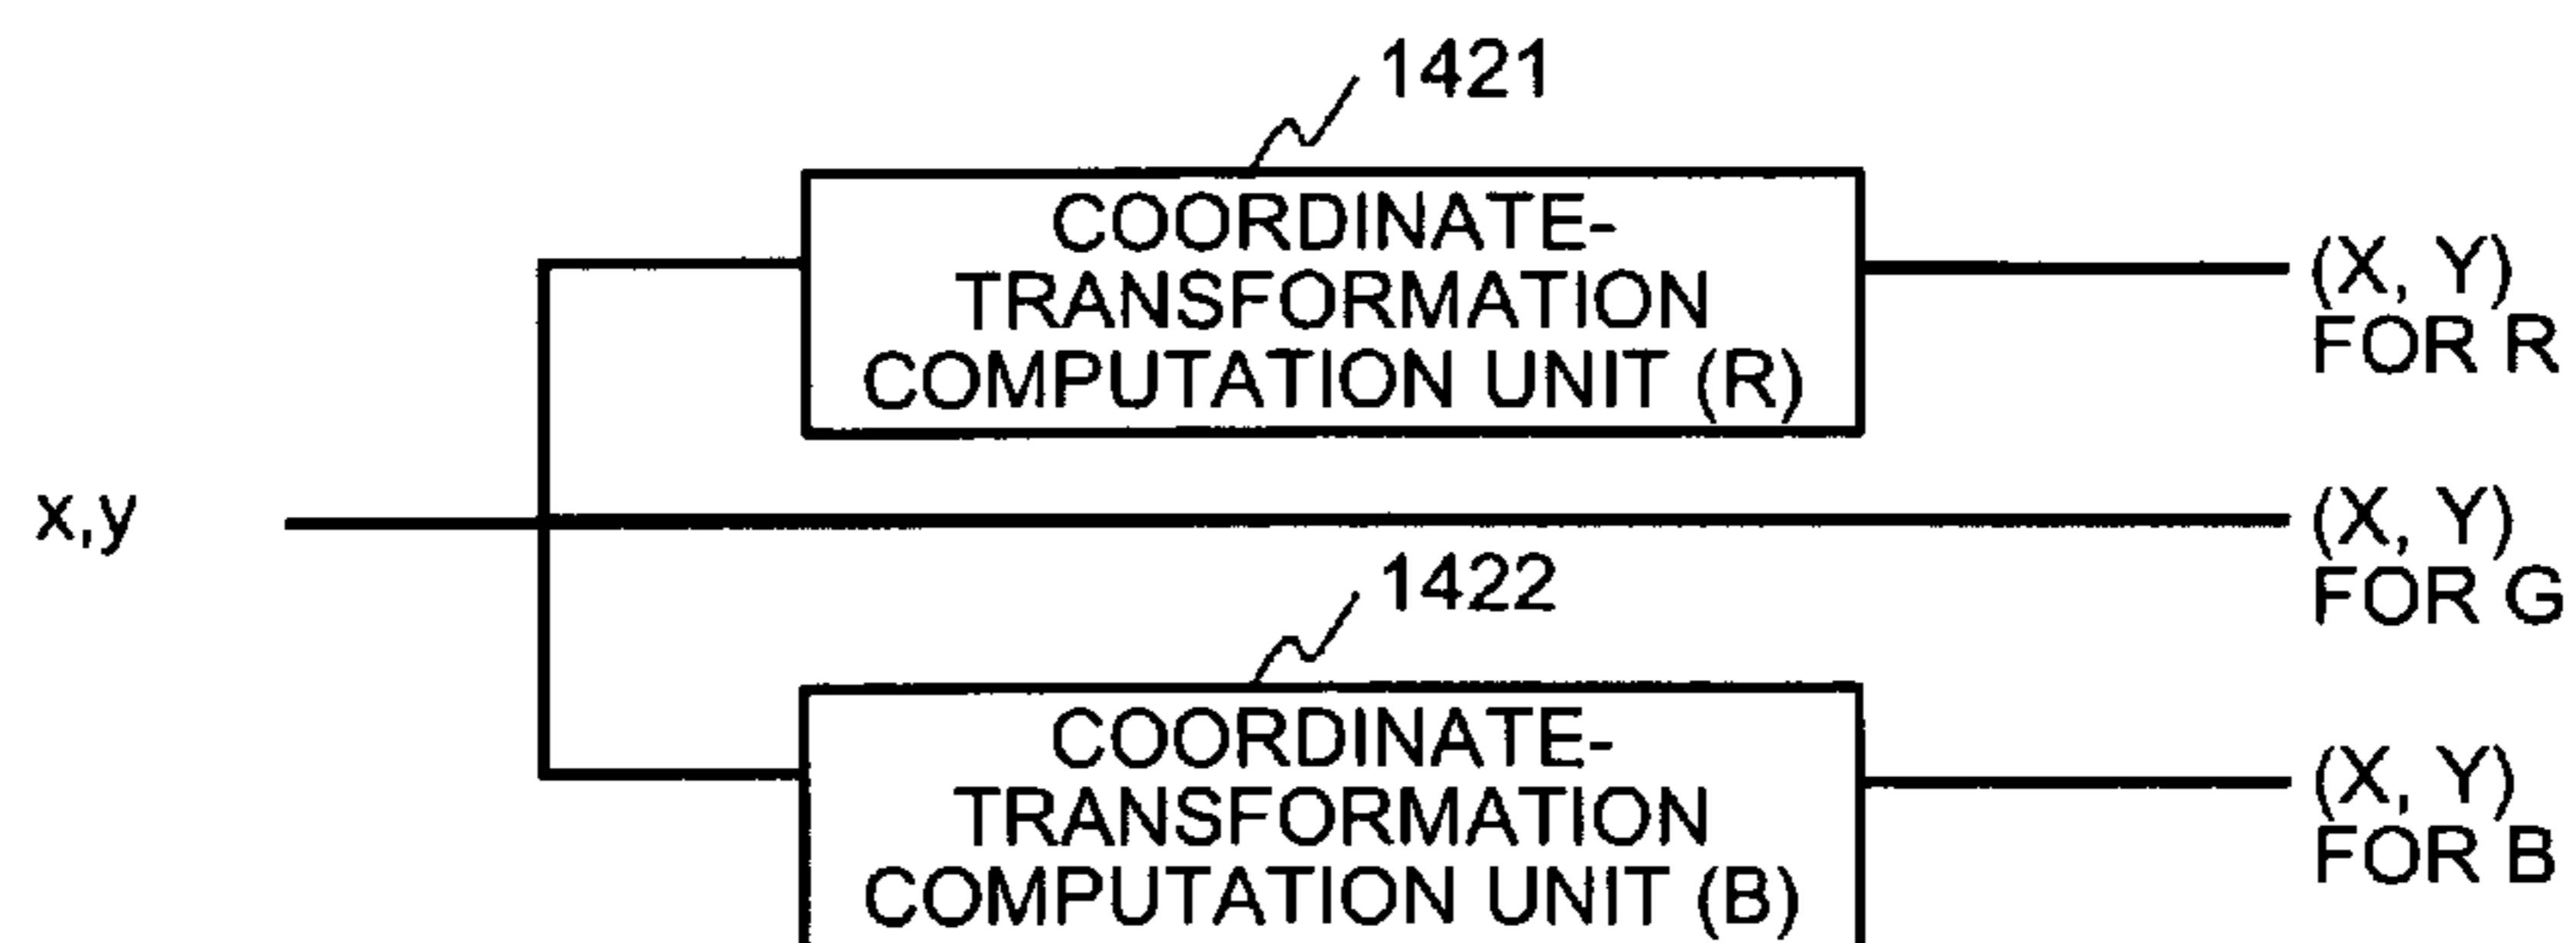 1421
COORDINATE-
TRANSFORMATION
COMPUTATION UNIT (R)
(X, Y)
FOR R
x,y
(X, Y)
FOR G
1422
COORDINATE-
TRANSFORMATION
COMPUTATION UNIT (B)
(X, Y)
FOR B